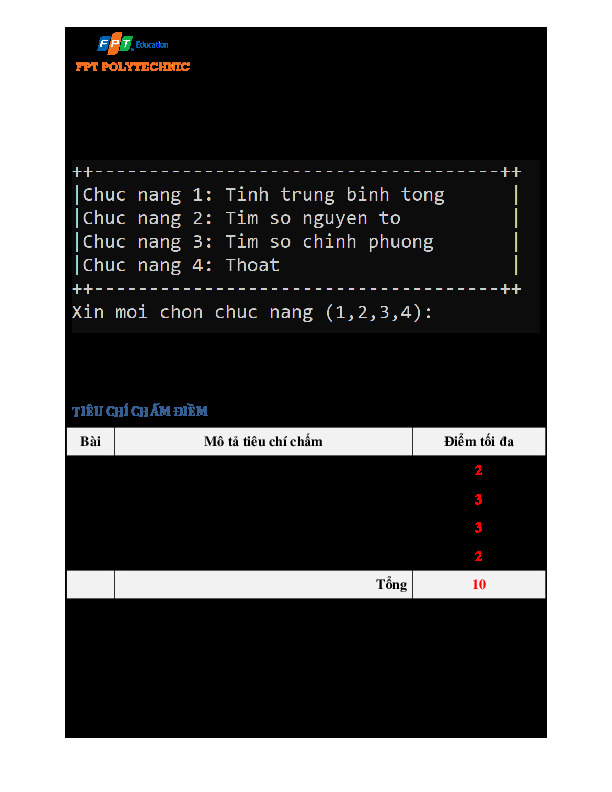 FPT Education
FPT POLYTECHNIC
++-------------------------------------++
|Chuc nang 1: Tinh trung binh tong |
|Chuc nang 2: Tim so nguyen to |
|Chuc nang 3: Tim so chinh phuong |
|Chuc nang 4: Thoat |
++-------------------------------------++
Xin moi chon chuc nang (1,2,3,4):
TIÊU CHÍ CHẤM ĐIỂM
Bài Mô tả tiêu chí chấm Điểm tối đa
2
3
3
2
Tổng 10